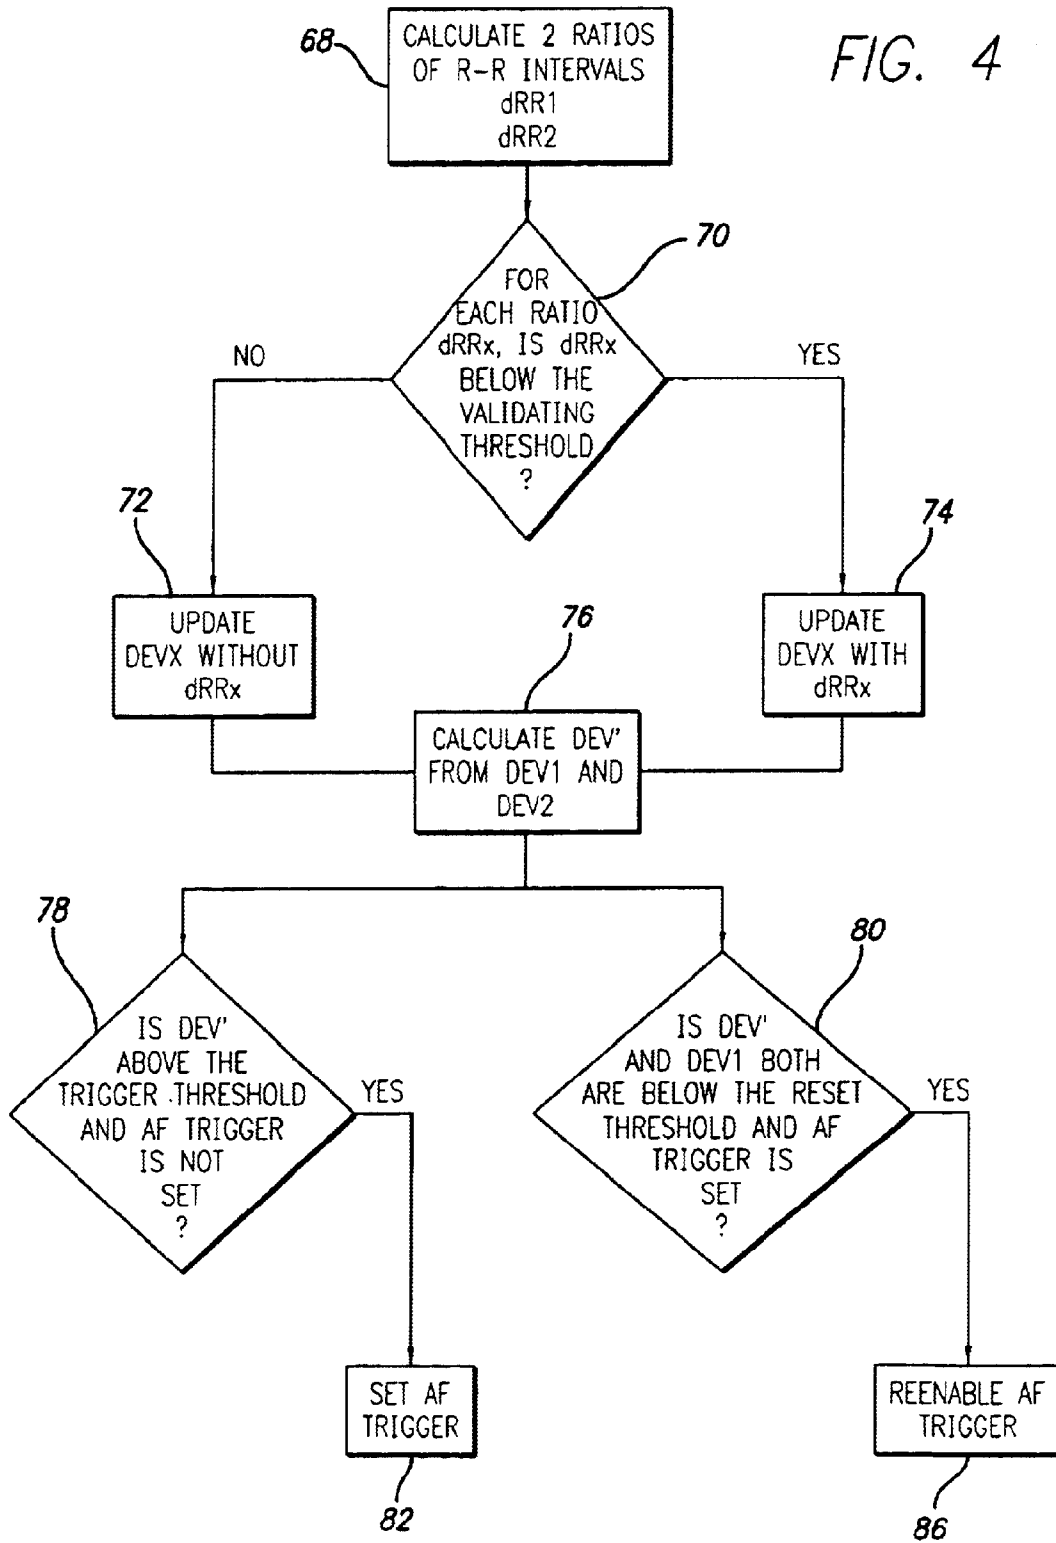 68
CALCULATE 2 RATIOS
OF R-R INTERVALS
dRR1
dRR2
FIG. 4
70
FOR
EACH RATIO
dRRx, IS dRRx
BELOW THE
VALIDATING
THRESHOLD
?
NO
YES
72
UPDATE
DEVX WITHOUT
dRRx
74
UPDATE
DEVX WITH
dRRx
76
CALCULATE DEV'
FROM DEV1 AND
DEV2
78
IS DEV'
ABOVE THE
TRIGGER THRESHOLD
AND AF TRIGGER
IS NOT
SET
?
YES
80
IS DEV'
AND DEV1 BOTH
ARE BELOW THE RESET
THRESHOLD AND AF
TRIGGER IS
SET
?
YES
SET AF
TRIGGER
82
REENABLE AF
TRIGGER
86